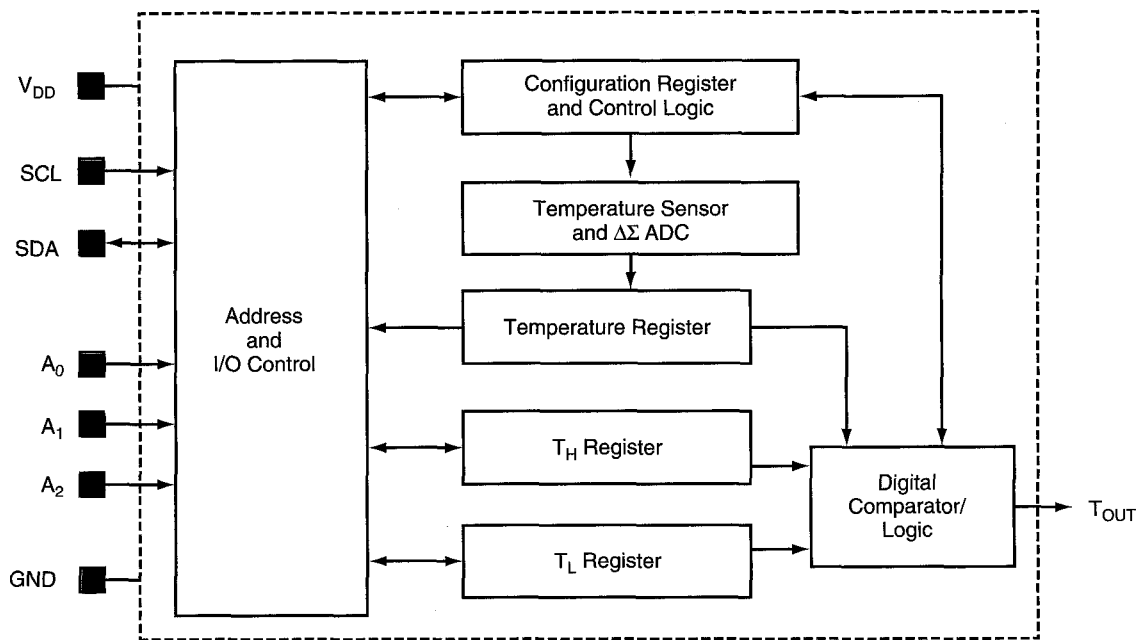 V_DD
SCL
SDA
A_0
A_1
A_2
GND
Address
and
I/O Control
Configuration Register
and Control Logic
Temperature Sensor
and ΔΣ ADC
Temperature Register
T_H Register
T_L Register
Digital
Comparator/
Logic
T_OUT